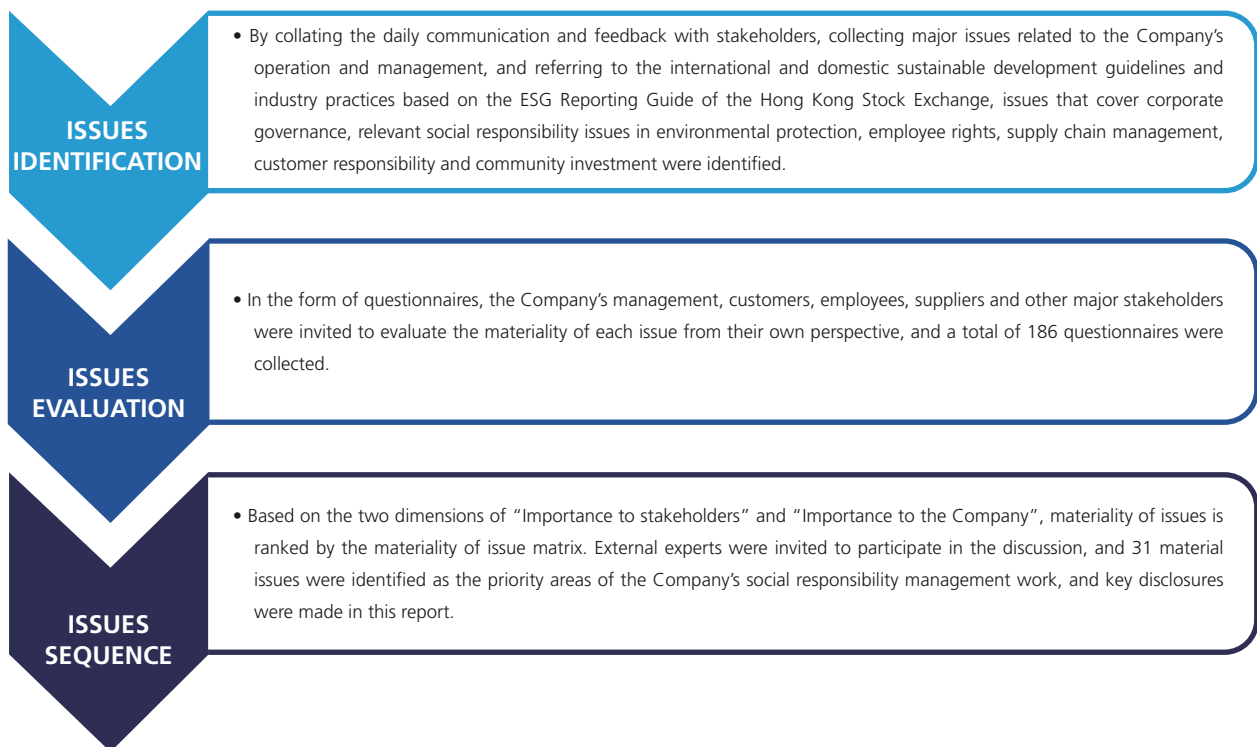 ISSUES
IDENTIFICATION
• By collating the daily communication and feedback with stakeholders, collecting major issues related to the Company’s
operation and management, and referring to the international and domestic sustainable development guidelines and
industry practices based on the ESG Reporting Guide of the Hong Kong Stock Exchange, issues that cover corporate
governance, relevant social responsibility issues in environmental protection, employee rights, supply chain management,
customer responsibility and community investment were identified.
ISSUES
EVALUATION
• In the form of questionnaires, the Company’s management, customers, employees, suppliers and other major stakeholders
were invited to evaluate the materiality of each issue from their own perspective, and a total of 186 questionnaires were
collected.
ISSUES
SEQUENCE
• Based on the two dimensions of “Importance to stakeholders” and “Importance to the Company”, materiality of issues is
ranked by the materiality of issue matrix. External experts were invited to participate in the discussion, and 31 material
issues were identified as the priority areas of the Company’s social responsibility management work, and key disclosures
were made in this report.